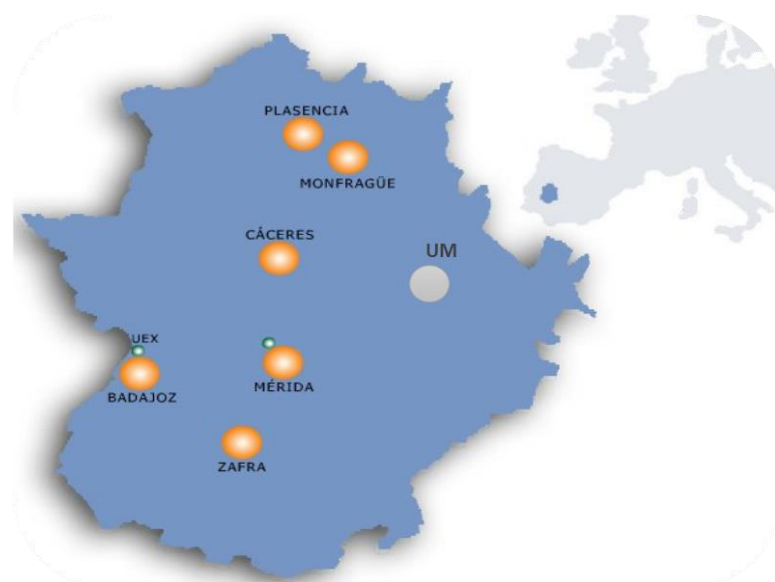 PLASENCIA
MONFRAGÜE
CÁCERES
UM
UEX
BADAJOZ
MÉRIDA
ZAFRA